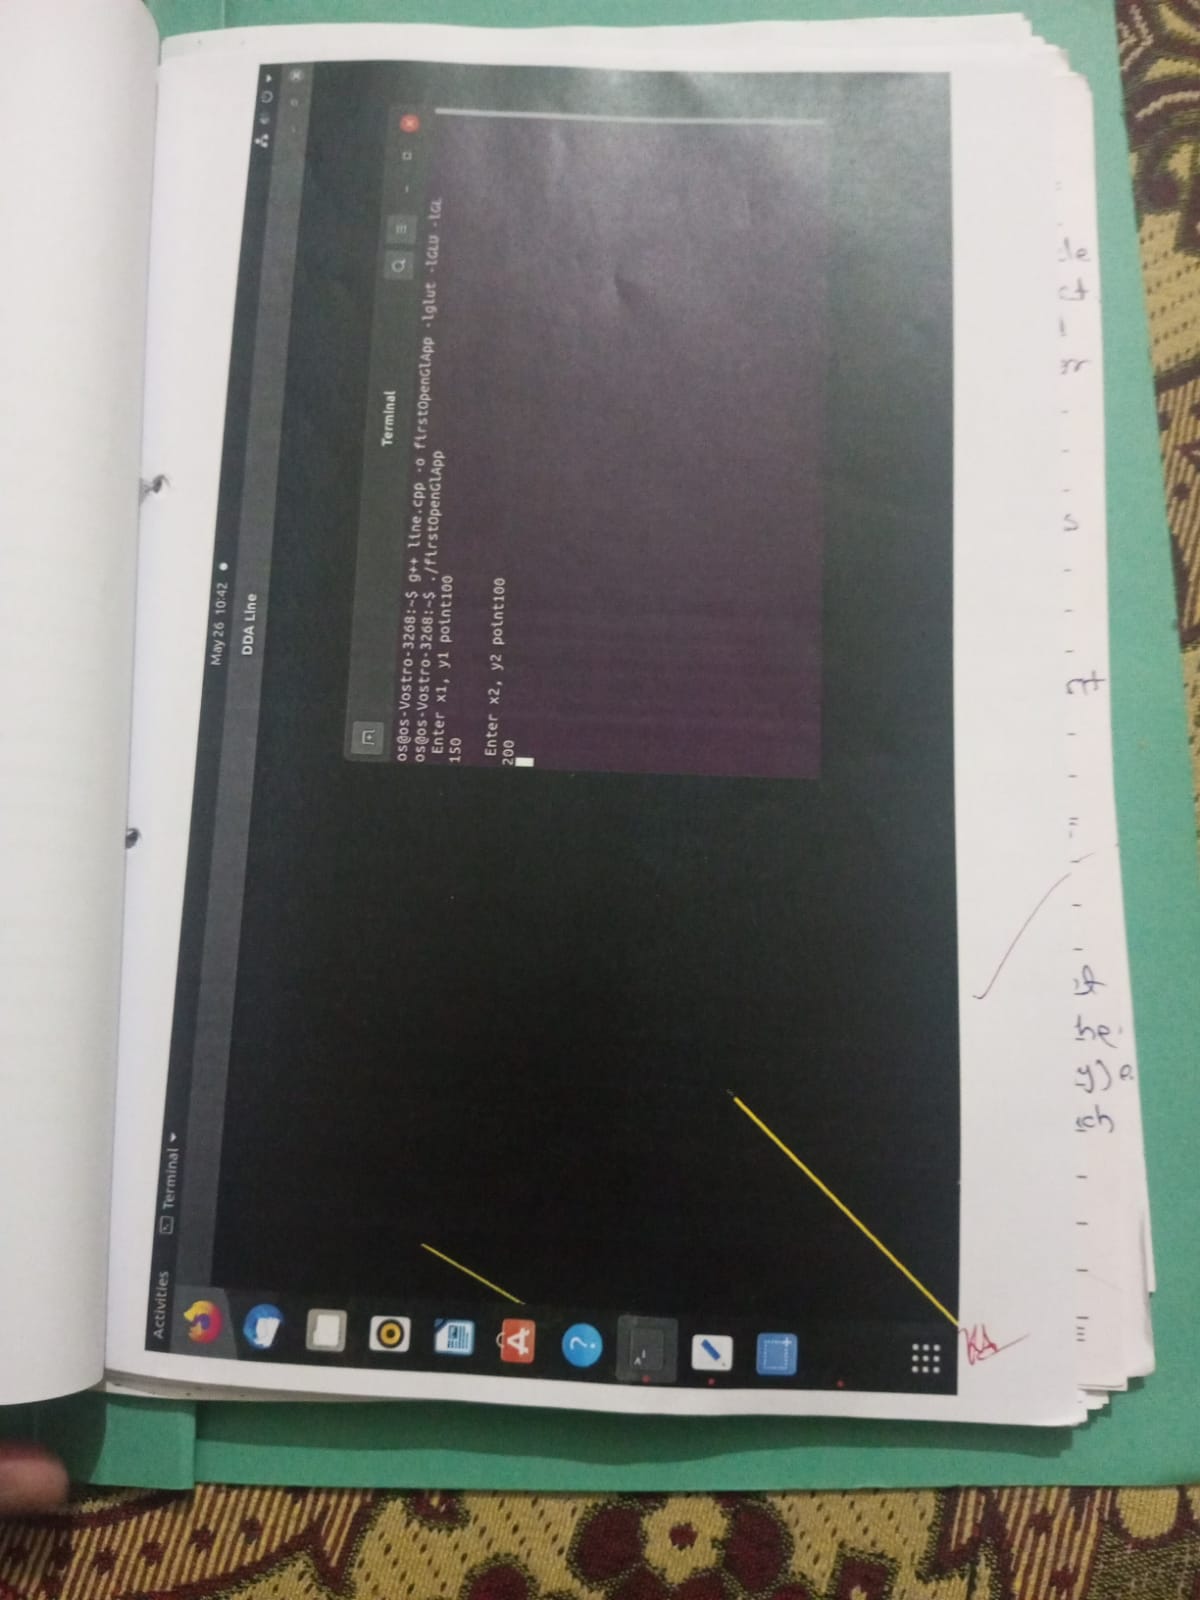 Activities
Terminal
May 26 10:42
DDA Line
Terminal
os@os-Vostro-3268:~$ g++ line.cpp -o firstOpenGlApp -lglut -lGLU -lGL
os@os-Vostro-3268:~$ ./firstOpenGlApp
Enter x1, y1 point100
150
Enter x2, y2 point100
200